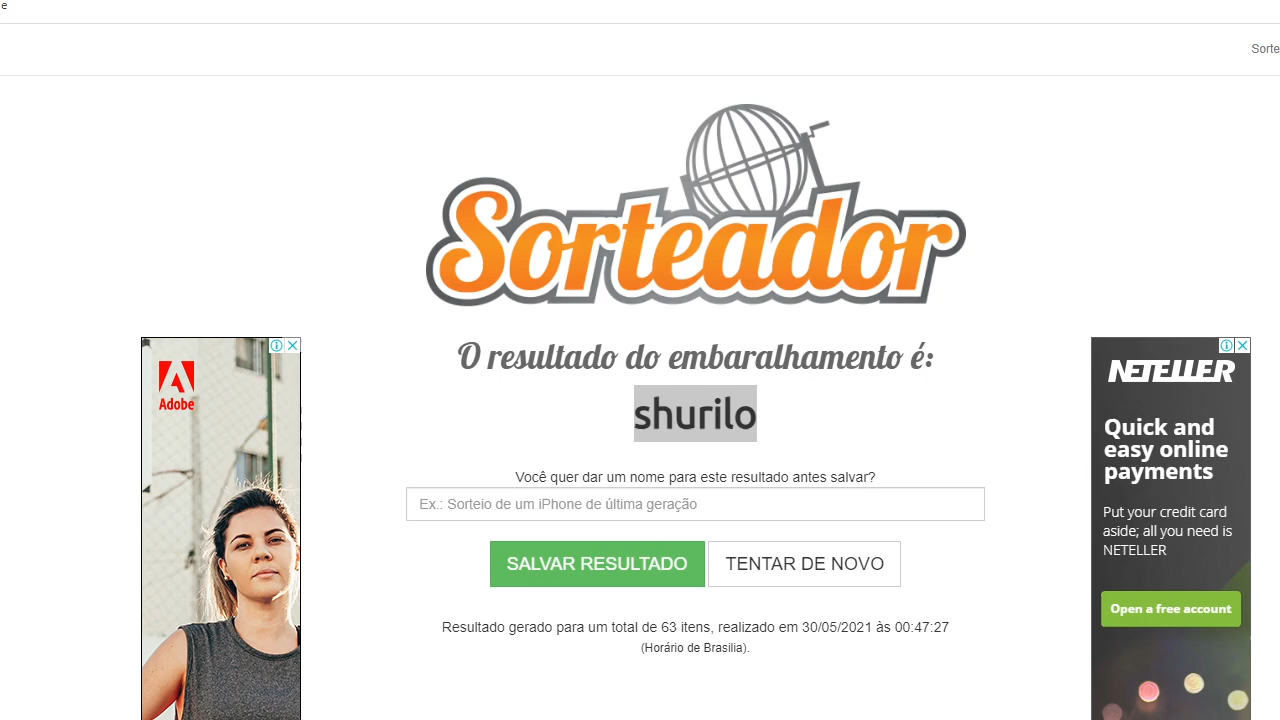 e
Sorte
Sorteador
O resultado do embaralhamento é:
shurilo
Você quer dar um nome para este resultado antes salvar?
Ex.: Sorteio de um iPhone de última geração
SALVAR RESULTADO
TENTAR DE NOVO
Resultado gerado para um total de 63 itens, realizado em 30/05/2021 às 00:47:27
(Horário de Brasilia).
Adobe
NETELLER
Quick and
easy online
payments
Put your credit card
aside; all you need is
NETELLER
Open a free account